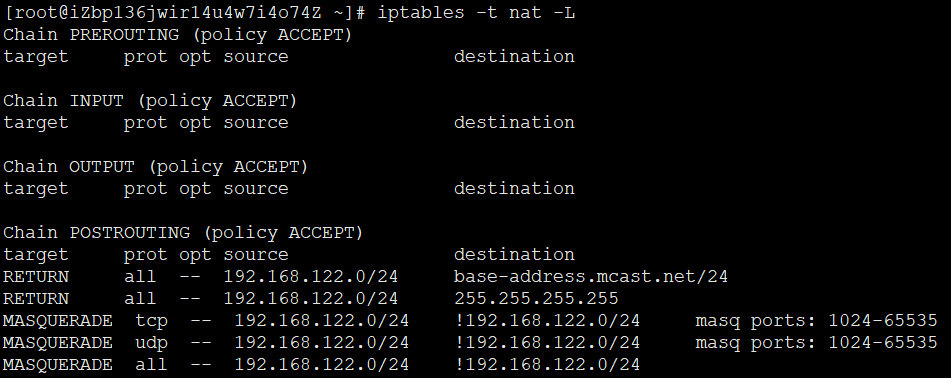 [root@iZbp136jwir14u4w7i4o74Z ~]# iptables -t nat -L
Chain PREROUTING (policy ACCEPT)
target     prot opt source               destination

Chain INPUT (policy ACCEPT)
target     prot opt source               destination

Chain OUTPUT (policy ACCEPT)
target     prot opt source               destination

Chain POSTROUTING (policy ACCEPT)
target     prot opt source               destination
RETURN     all  --  192.168.122.0/24     base-address.mcast.net/24
RETURN     all  --  192.168.122.0/24     255.255.255.255
MASQUERADE  tcp  --  192.168.122.0/24    !192.168.122.0/24     masq ports: 1024-65535
MASQUERADE  udp  --  192.168.122.0/24    !192.168.122.0/24     masq ports: 1024-65535
MASQUERADE  all  --  192.168.122.0/24    !192.168.122.0/24